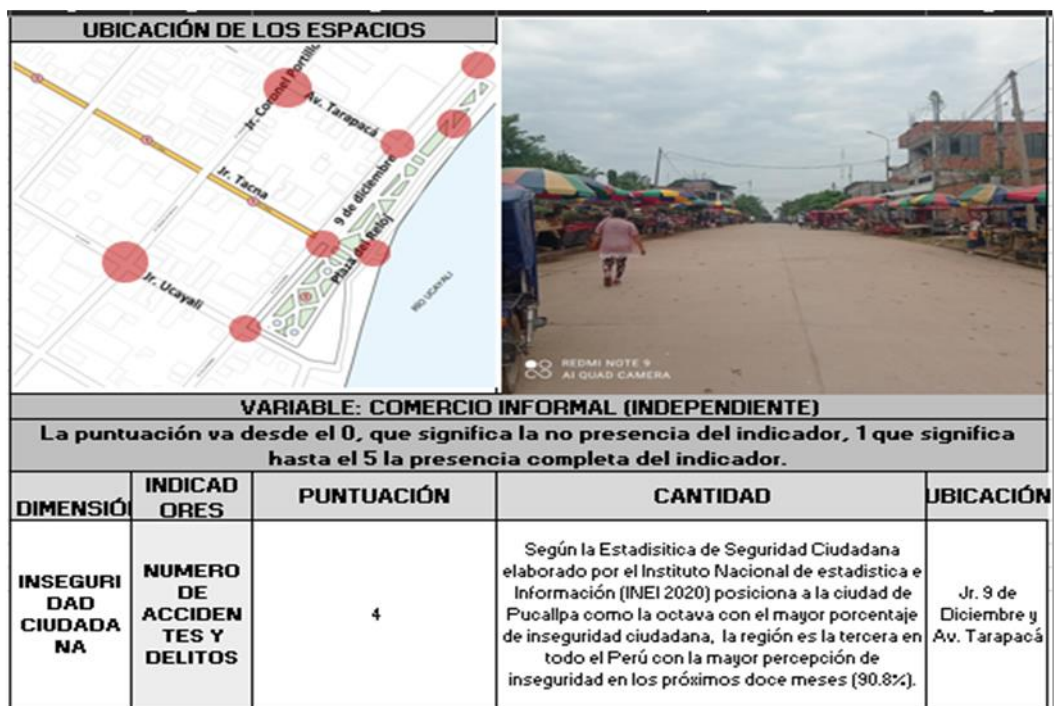 UBICACIÓN DE LOS ESPACIOS
Jr. Coronel Portillo
Av. Tarapacá
9 de diciembre
Jr. Tacna
Plaza del Reloj
Jr. Ucayali
RIO UCAYALI
REDMI NOTE 9
AI QUAD CAMERA
VARIABLE: COMERCIO INFORMAL (INDEPENDIENTE)
La puntuación va desde el 0, que significa la no presencia del indicador, 1 que significa
hasta el 5 la presencia completa del indicador.
DIMENSIÓ
INDICAD
ORES
PUNTUACIÓN
CANTIDAD
UBICACIÓN
INSEGURI
DAD
CIUDADA
NA
NUMERO
DE
ACCIDEN
TES Y
DELITOS
4
Según la Estadisitica de Seguridad Ciudadana
elaborado por el Instituto Nacional de estadistica e
Información (INEI 2020) posiciona a la ciudad de
Pucallpa como la octava con el mayor porcentaje
de inseguridad ciudadana, la región es la tercera en
todo el Perú con la mayor percepción de
inseguridad en los próximos doce meses (90.8%).
Jr. 9 de
Diciembre y
Av. Tarapacá